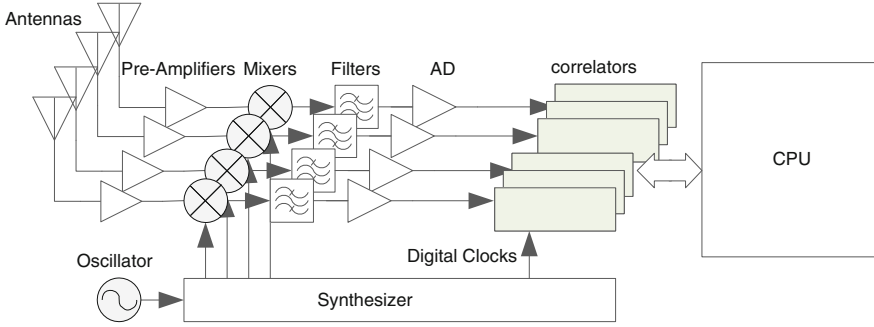 Antennas
Pre-Amplifiers Mixers Filters AD correlators
CPU
Digital Clocks
Oscillator
Synthesizer